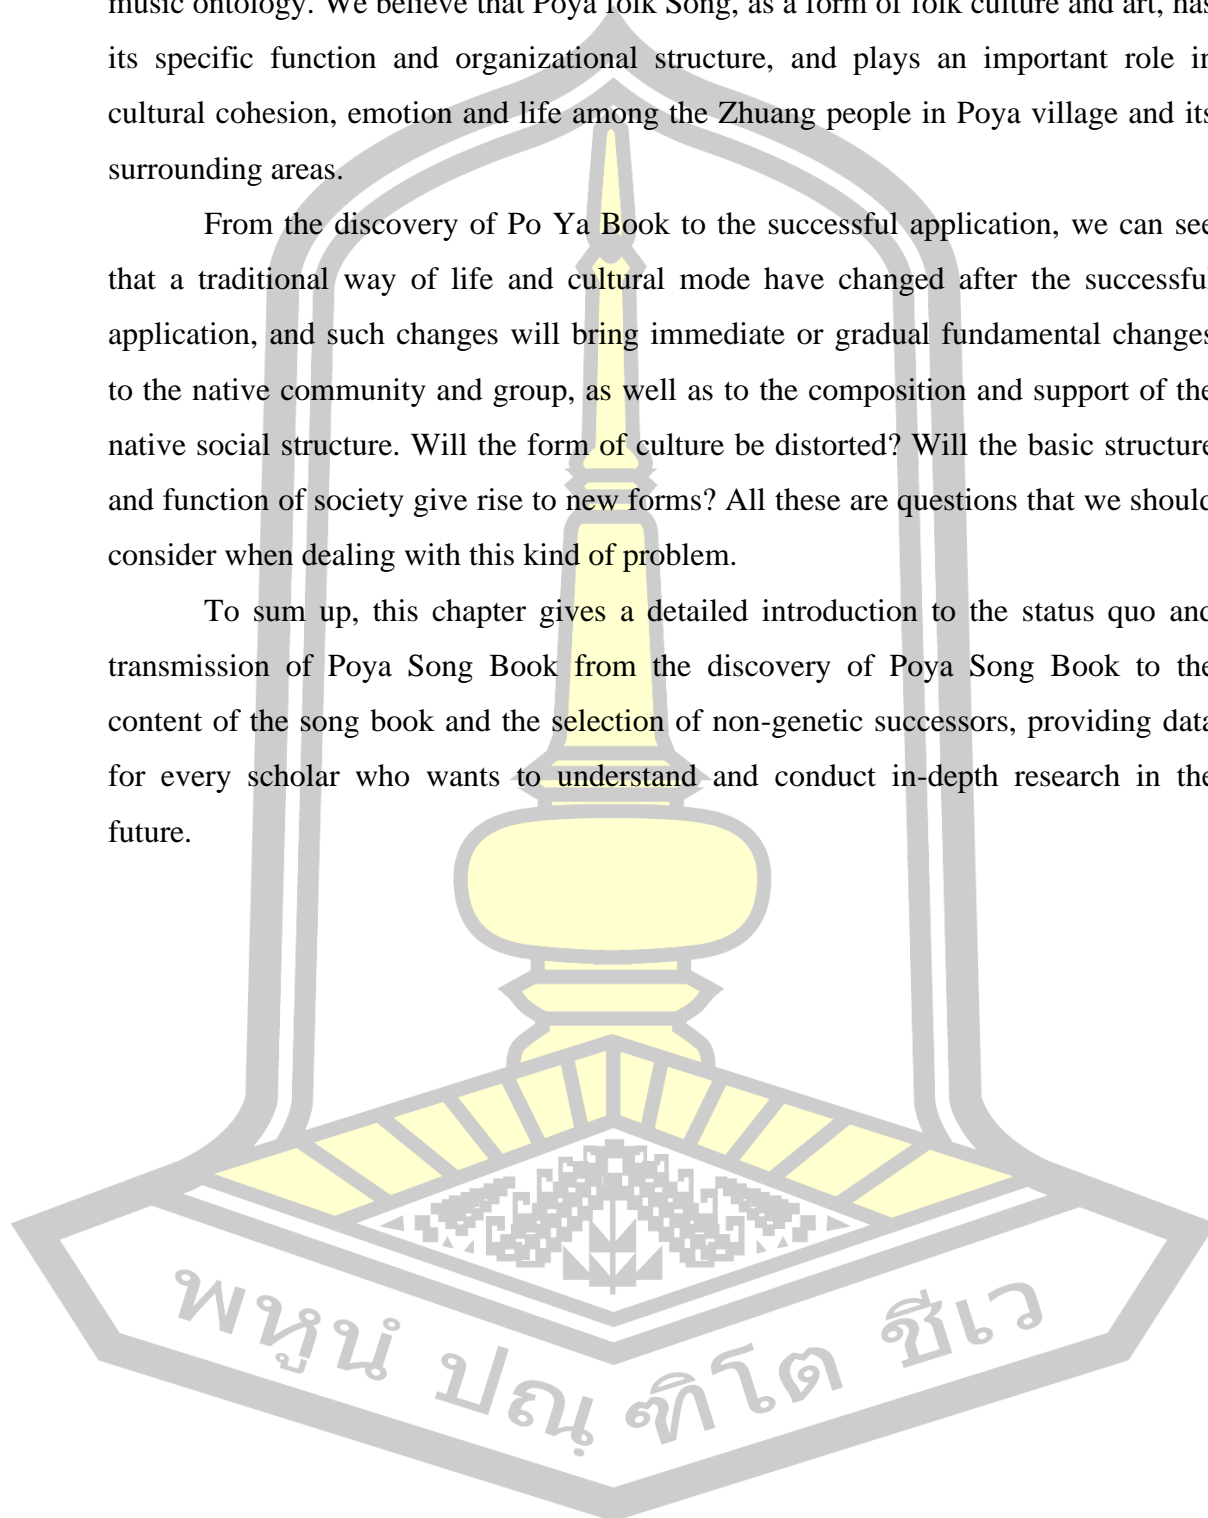 music ontology. We believe that Poya folk Song, as a form of folk culture and art, has
its specific function and organizational structure, and plays an important role in
cultural cohesion, emotion and life among the Zhuang people in Poya village and its
surrounding areas.
From the discovery of Po Ya Book to the successful application, we can see
that a traditional way of life and cultural mode have changed after the successful
application, and such changes will bring immediate or gradual fundamental changes
to the native community and group, as well as to the composition and support of the
native social structure. Will the form of culture be distorted? Will the basic structure
and function of society give rise to new forms? All these are questions that we should
consider when dealing with this kind of problem.
To sum up, this chapter gives a detailed introduction to the status quo and
transmission of Poya Song Book from the discovery of Poya Song Book to the
content of the song book and the selection of non-genetic successors, providing data
for every scholar who wants to understand and conduct in-depth research in the
future.
พหูนํ ปณฺฑิโต ชีเว